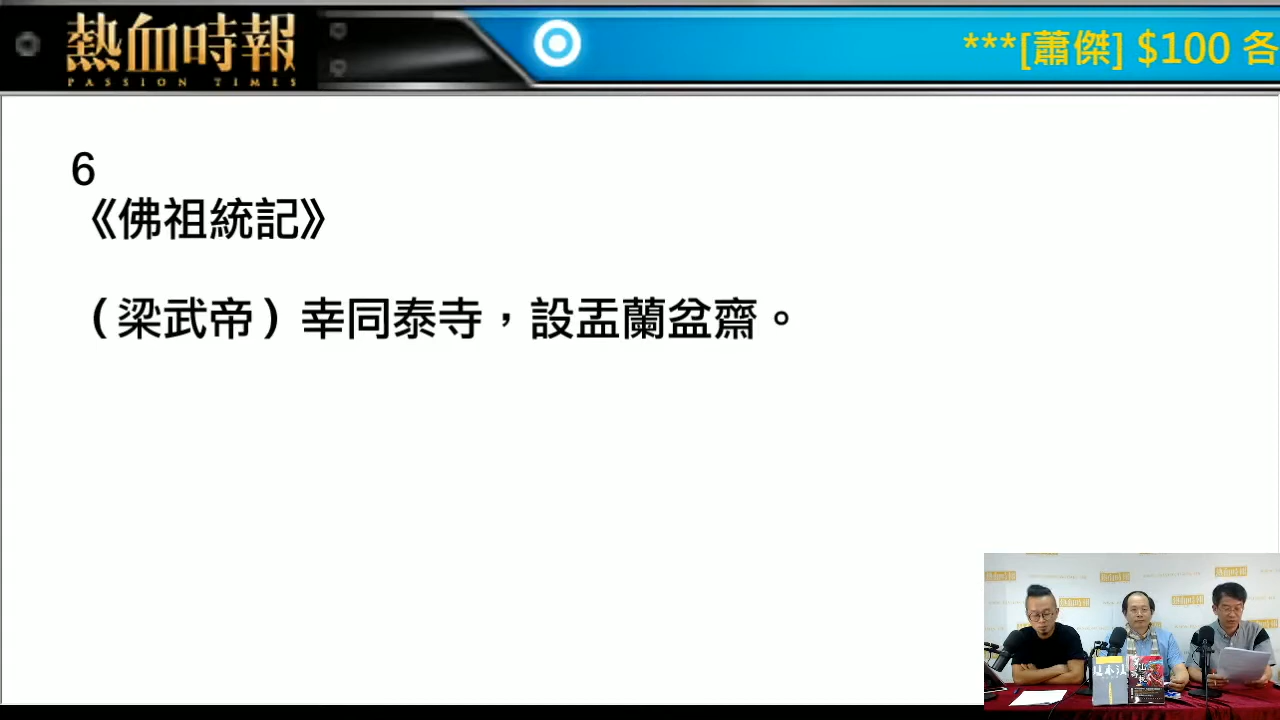 熱血時報
PASSION TIMES
***[蕭傑] $100 各
6
《佛祖統記》
（梁武帝）幸同泰寺，設盂蘭盆齋。